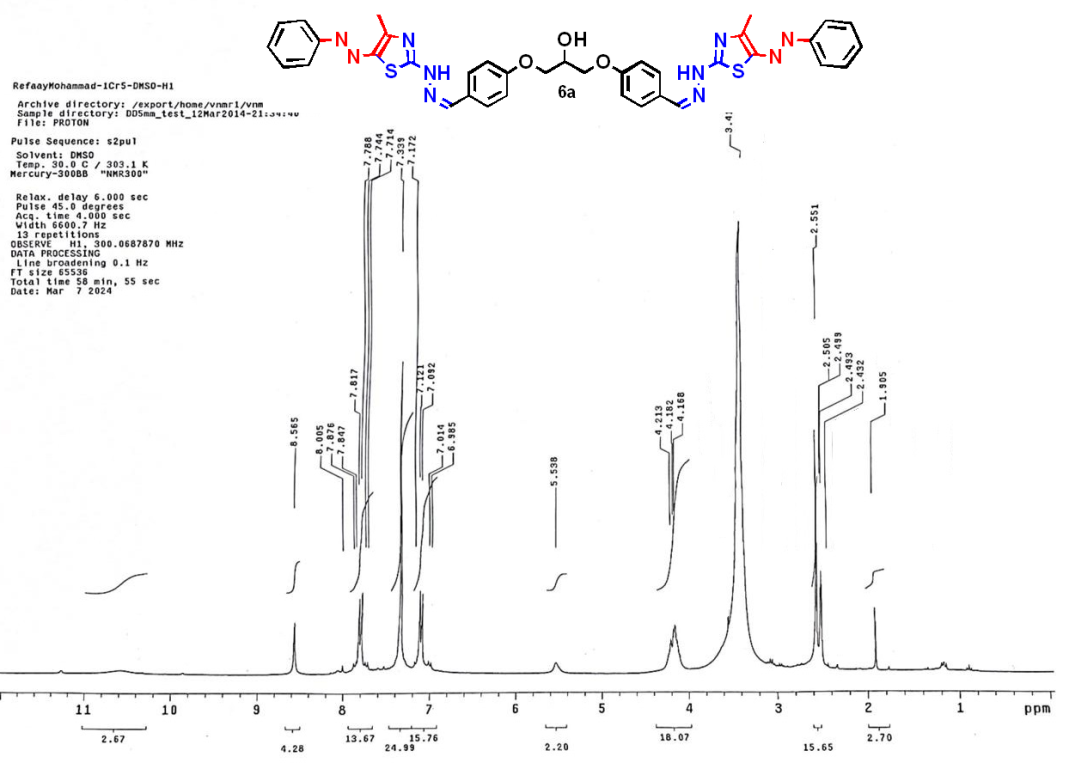 N
N
N
S
NH
N
O
OH
O
6a
N
S
NH
N
N
N
RefaayMohammad-1Cr5-DMSO-H1
Archive directory: /export/home/vnmr1/vnm
Sample directory: DD5mm_test_12Mar2014-21:34:40
File: PROTON
Pulse Sequence: s2pul
Solvent: DMSO
Temp. 30.0 C / 303.1 K
Mercury-300BB "NMR300"
Relax. delay 6.000 sec
Pulse 45.0 degrees
Acq. time 4.000 sec
Width 6600.7 Hz
13 repetitions
OBSERVE H1, 300.0687870 MHz
DATA PROCESSING
Line broadening 0.1 Hz
FT size 65536
Total time 58 min, 55 sec
Date: Mar 7 2024
8.565
8.005
7.876
7.847
7.817
7.788
7.744
7.714
7.339
7.172
7.121
7.092
7.014
6.985
5.538
4.213
4.182
4.168
2.551
2.505
2.499
2.493
2.432
1.905
11 10 9 8 7 6 5 4 3 2 1 ppm
2.67
4.28
13.67
24.99
15.76
2.20
18.07
15.65
2.70